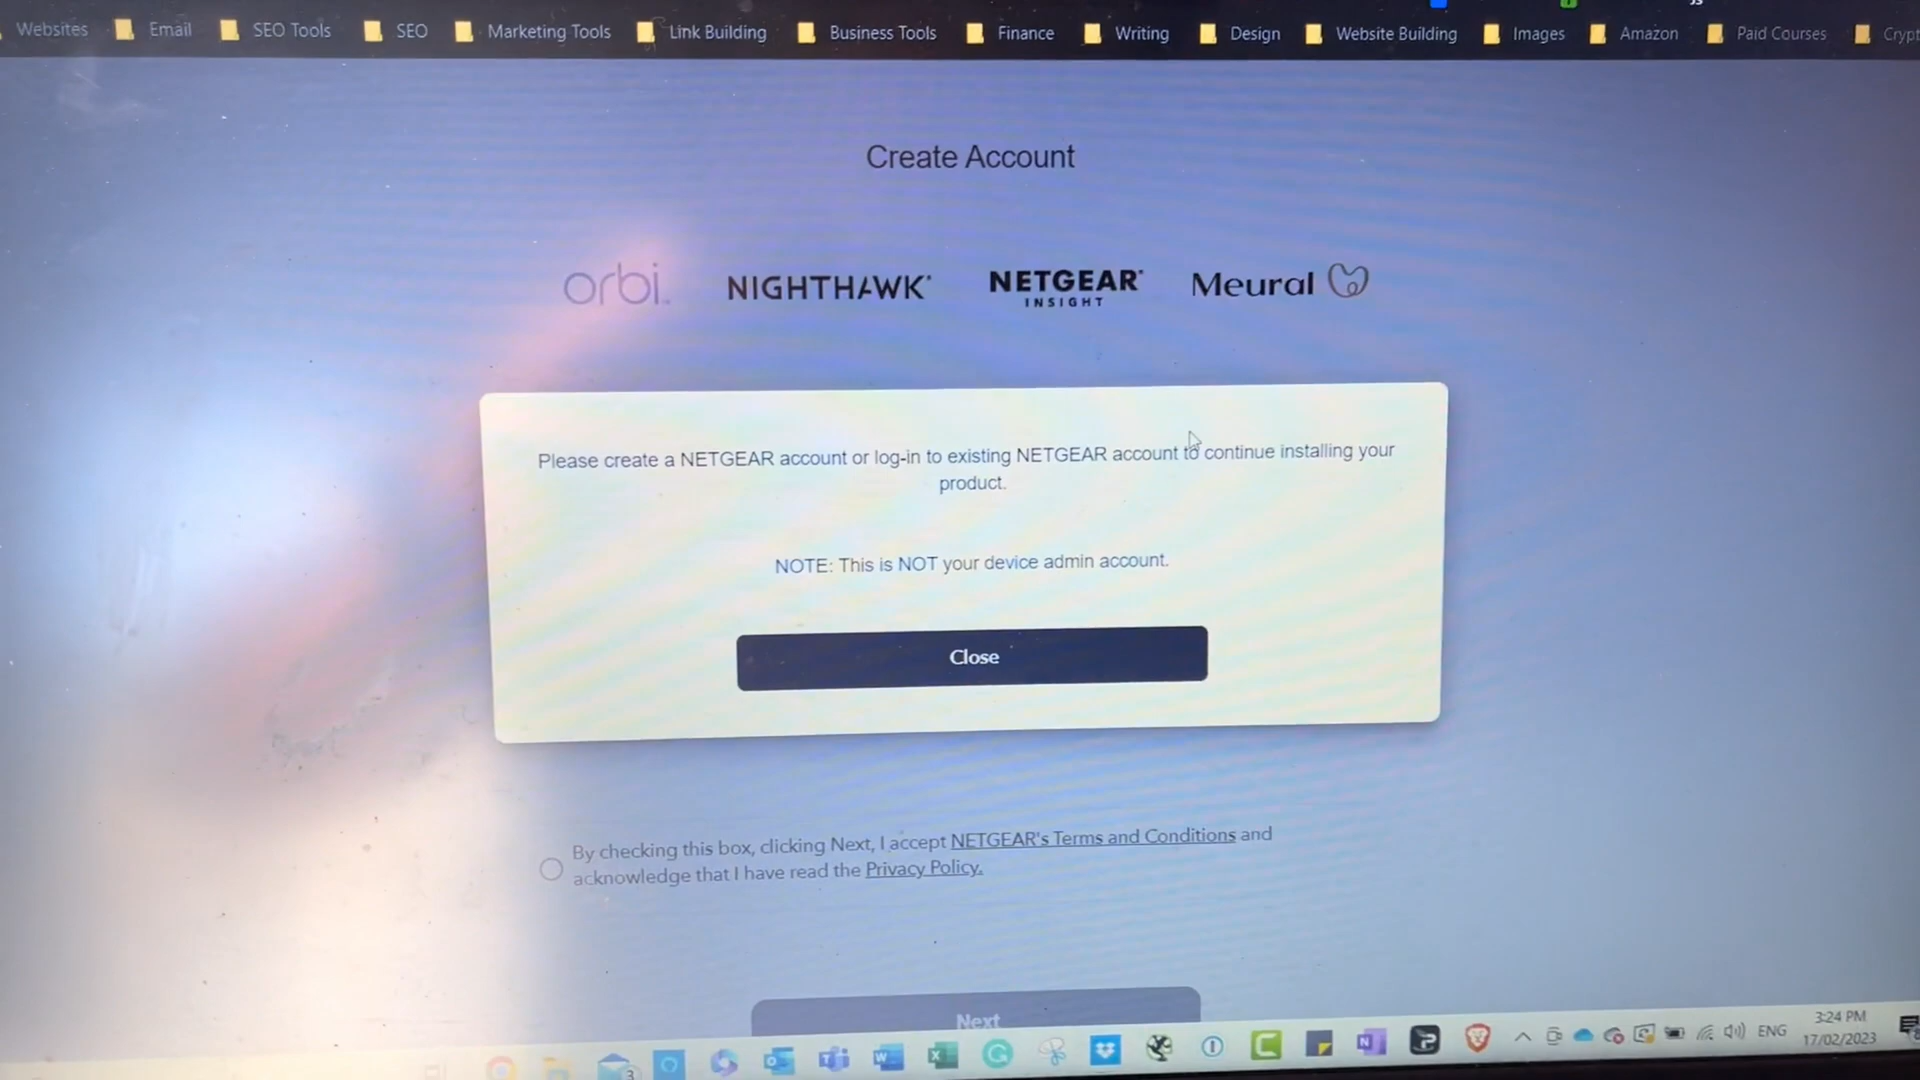 Websites Email SEO Tools SEO Marketing Tools Link Building Business Tools Finance Writing Design Website Building Images Amazon Paid Courses
Create Account
orbi™ NIGHTHAWK® NETGEAR® Meural
INSIGHT
Please create a NETGEAR account or log-in to existing NETGEAR account to continue installing your
product.
NOTE: This is NOT your device admin account.
Close
By checking this box, clicking Next, I accept NETGEAR's Terms and Conditions and
acknowledge that I have read the Privacy Policy.
Next
3:24 PM
ENG
17/02/2023
3